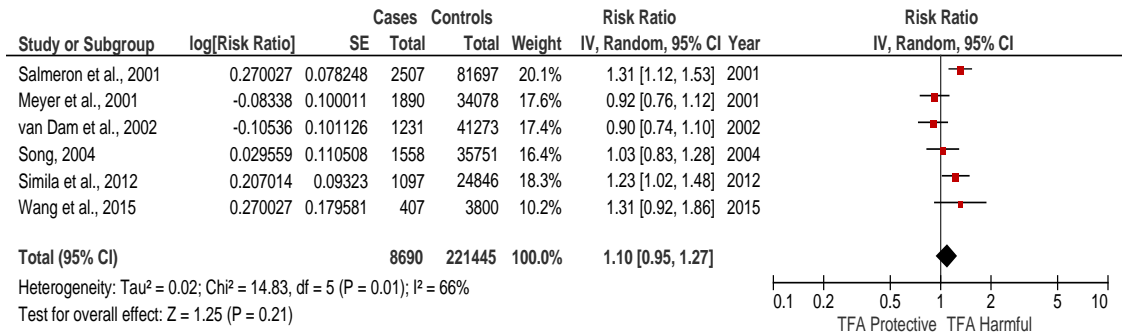 Cases Controls Risk Ratio Risk Ratio
Study or Subgroup log[Risk Ratio] SE Total Total Weight IV, Random, 95% CI Year IV, Random, 95% CI
Salmeron et al., 2001 0.270027 0.078248 2507 81697 20.1% 1.31 [1.12, 1.53] 2001
Meyer et al., 2001 -0.08338 0.100011 1890 34078 17.6% 0.92 [0.76, 1.12] 2001
van Dam et al., 2002 -0.10536 0.101126 1231 41273 17.4% 0.90 [0.74, 1.10] 2002
Song, 2004 0.029559 0.110508 1558 35751 16.4% 1.03 [0.83, 1.28] 2004
Simila et al., 2012 0.207014 0.09323 1097 24846 18.3% 1.23 [1.02, 1.48] 2012
Wang et al., 2015 0.270027 0.179581 407 3800 10.2% 1.31 [0.92, 1.86] 2015
Total (95% CI) 8690 221445 100.0% 1.10 [0.95, 1.27]
Heterogeneity: Tau² = 0.02; Chi² = 14.83, df = 5 (P = 0.01); I² = 66%
Test for overall effect: Z = 1.25 (P = 0.21)
0.1 0.2 0.5 1 2 5 10
TFA Protective TFA Harmful